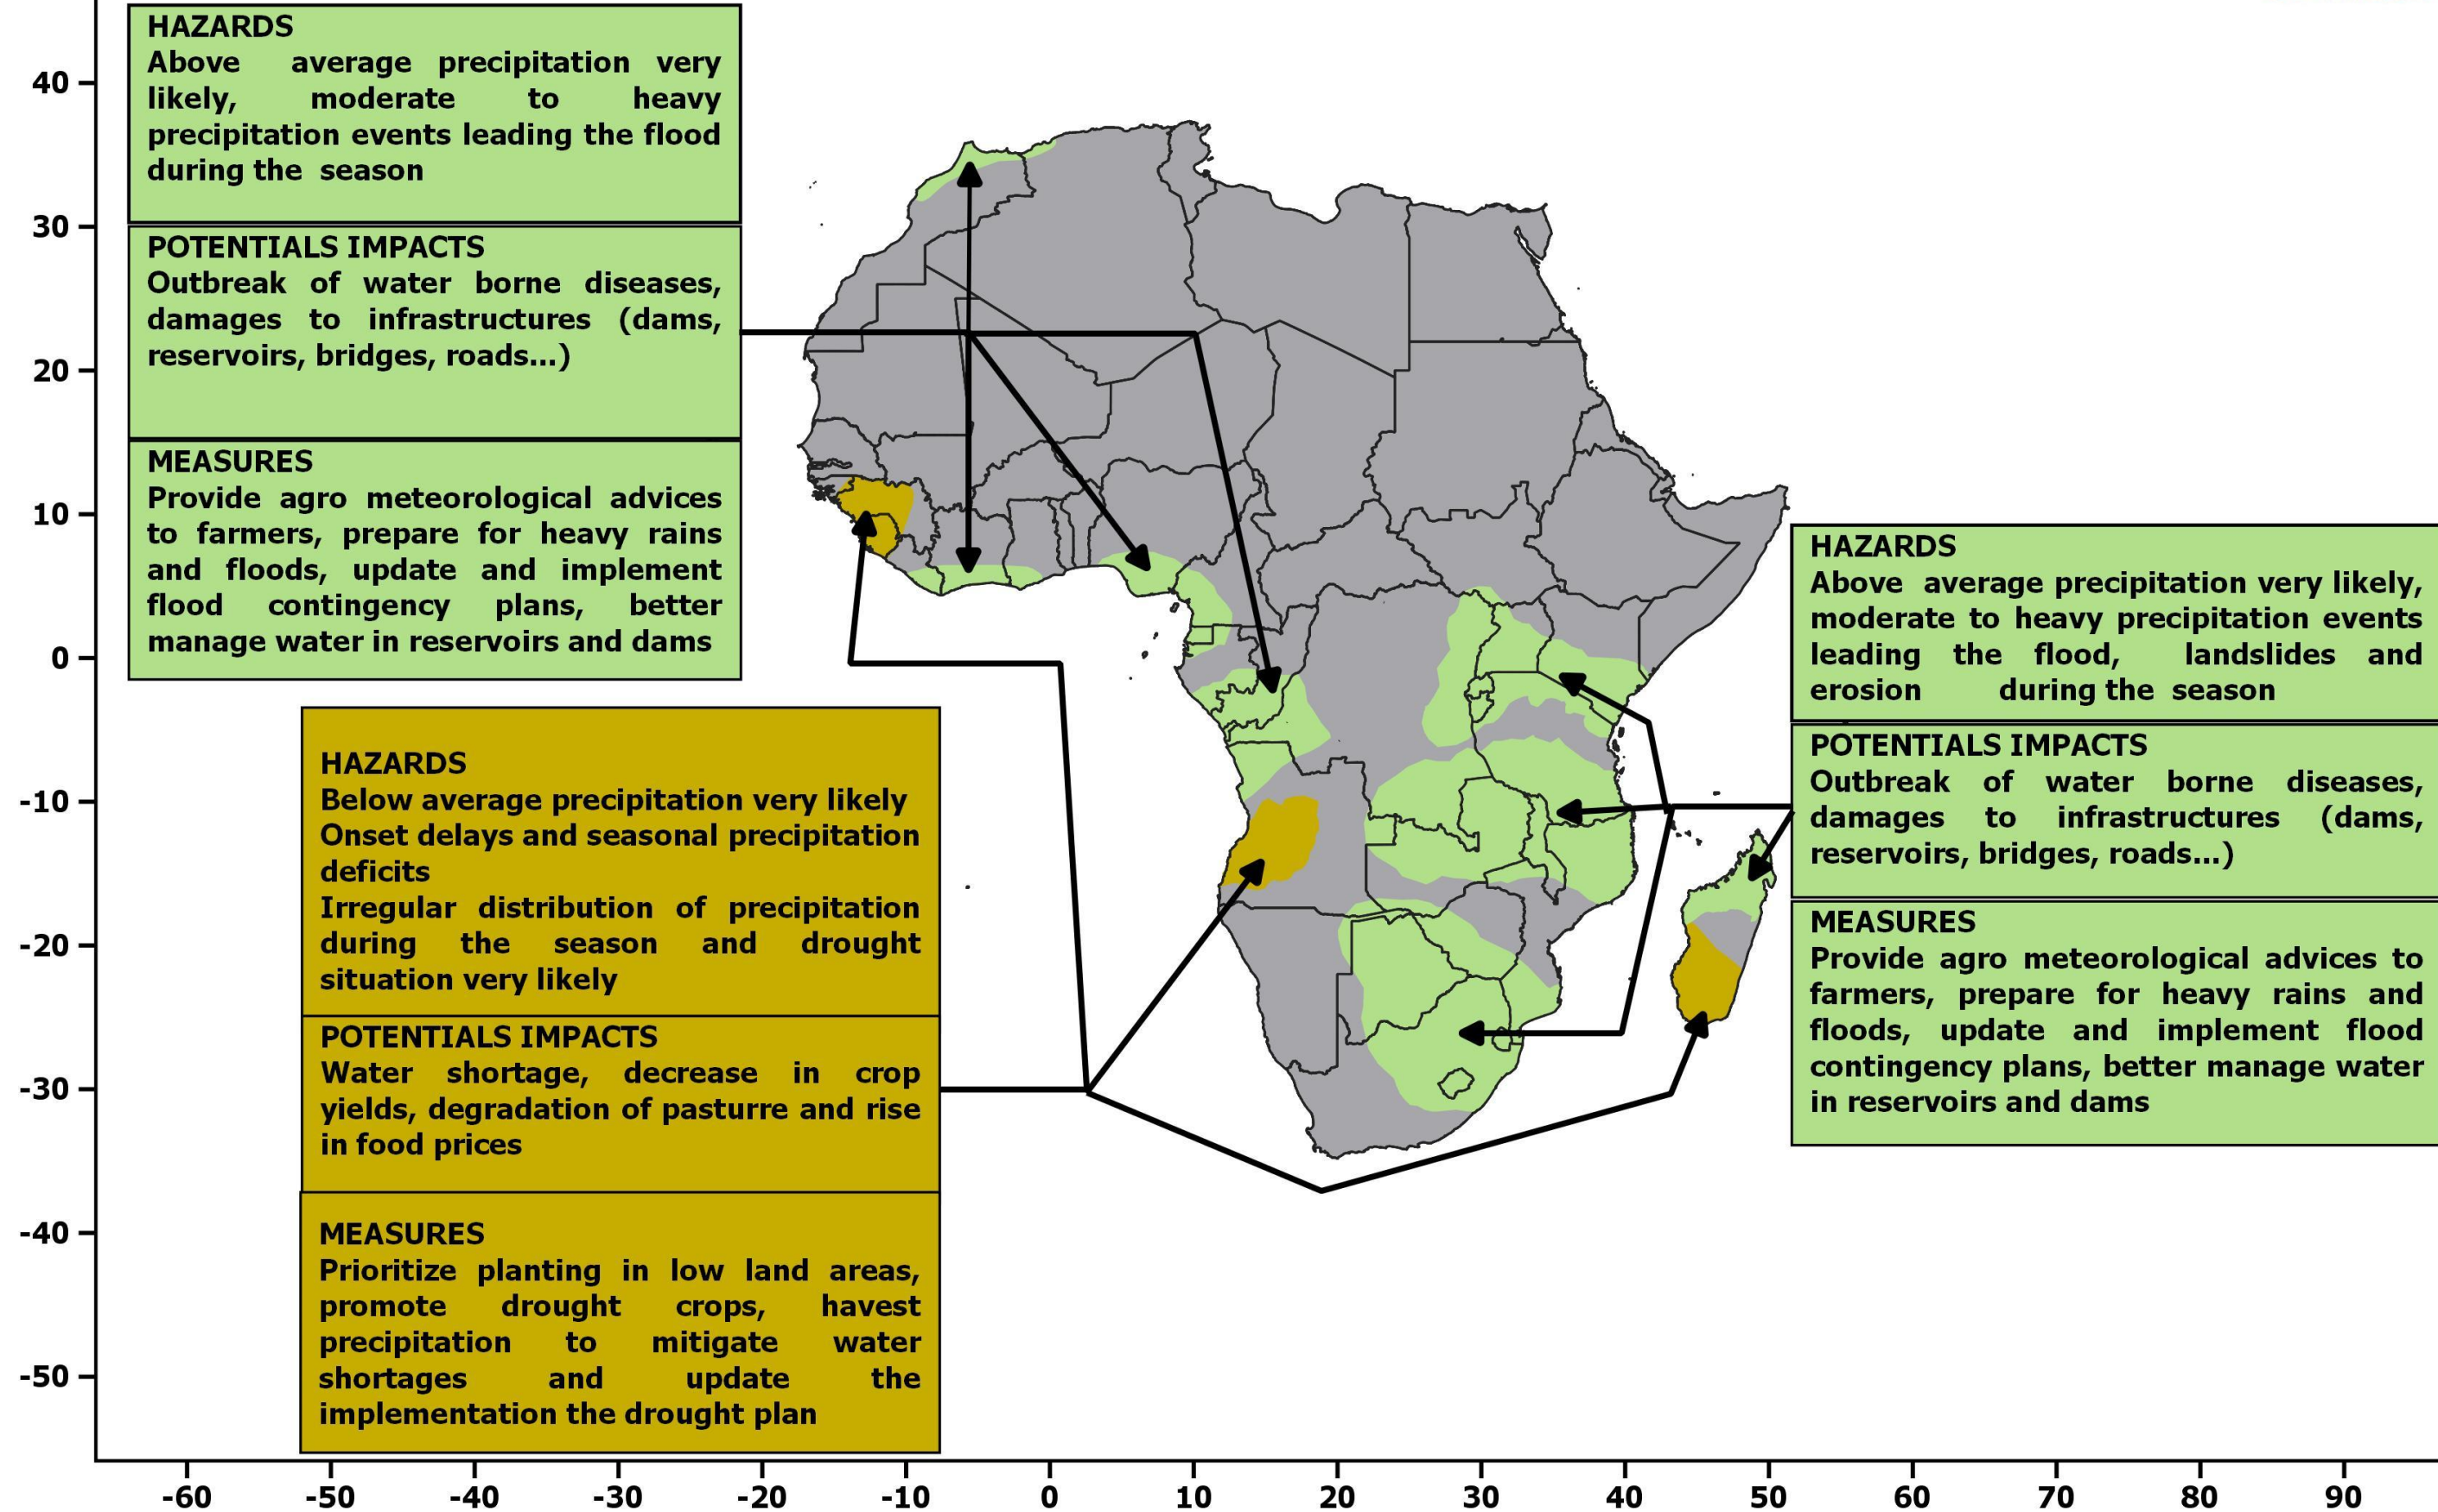 HAZARDS
Above average precipitation very
likely, moderate to heavy
precipitation events leading the flood
during the season
POTENTIALS IMPACTS
Outbreak of water borne diseases,
damages to infrastructures (dams,
reservoirs, bridges, roads...)
MEASURES
Provide agro meteorological advices
to farmers, prepare for heavy rains
and floods, update and implement
flood contingency plans, better
manage water in reservoirs and dams
HAZARDS
Below average precipitation very likely
Onset delays and seasonal precipitation
deficits
Irregular distribution of precipitation
during the season and drought
situation very likely
POTENTIALS IMPACTS
Water shortage, decrease in crop
yields, degradation of pasturre and rise
in food prices
MEASURES
Prioritize planting in low land areas,
promote drought crops, havest
precipitation to mitigate water
shortages and update the
implementation the drought plan
HAZARDS
Above average precipitation very likely,
moderate to heavy precipitation events
leading the flood, landslides and
erosion during the season
POTENTIALS IMPACTS
Outbreak of water borne diseases,
damages to infrastructures (dams,
reservoirs, bridges, roads...)
MEASURES
Provide agro meteorological advices to
farmers, prepare for heavy rains and
floods, update and implement flood
contingency plans, better manage water
in reservoirs and dams
40
30
20
10
0
-10
-20
-30
-40
-50
-60 -50 -40 -30 -20 -10 0 10 20 30 40 50 60 70 80 90